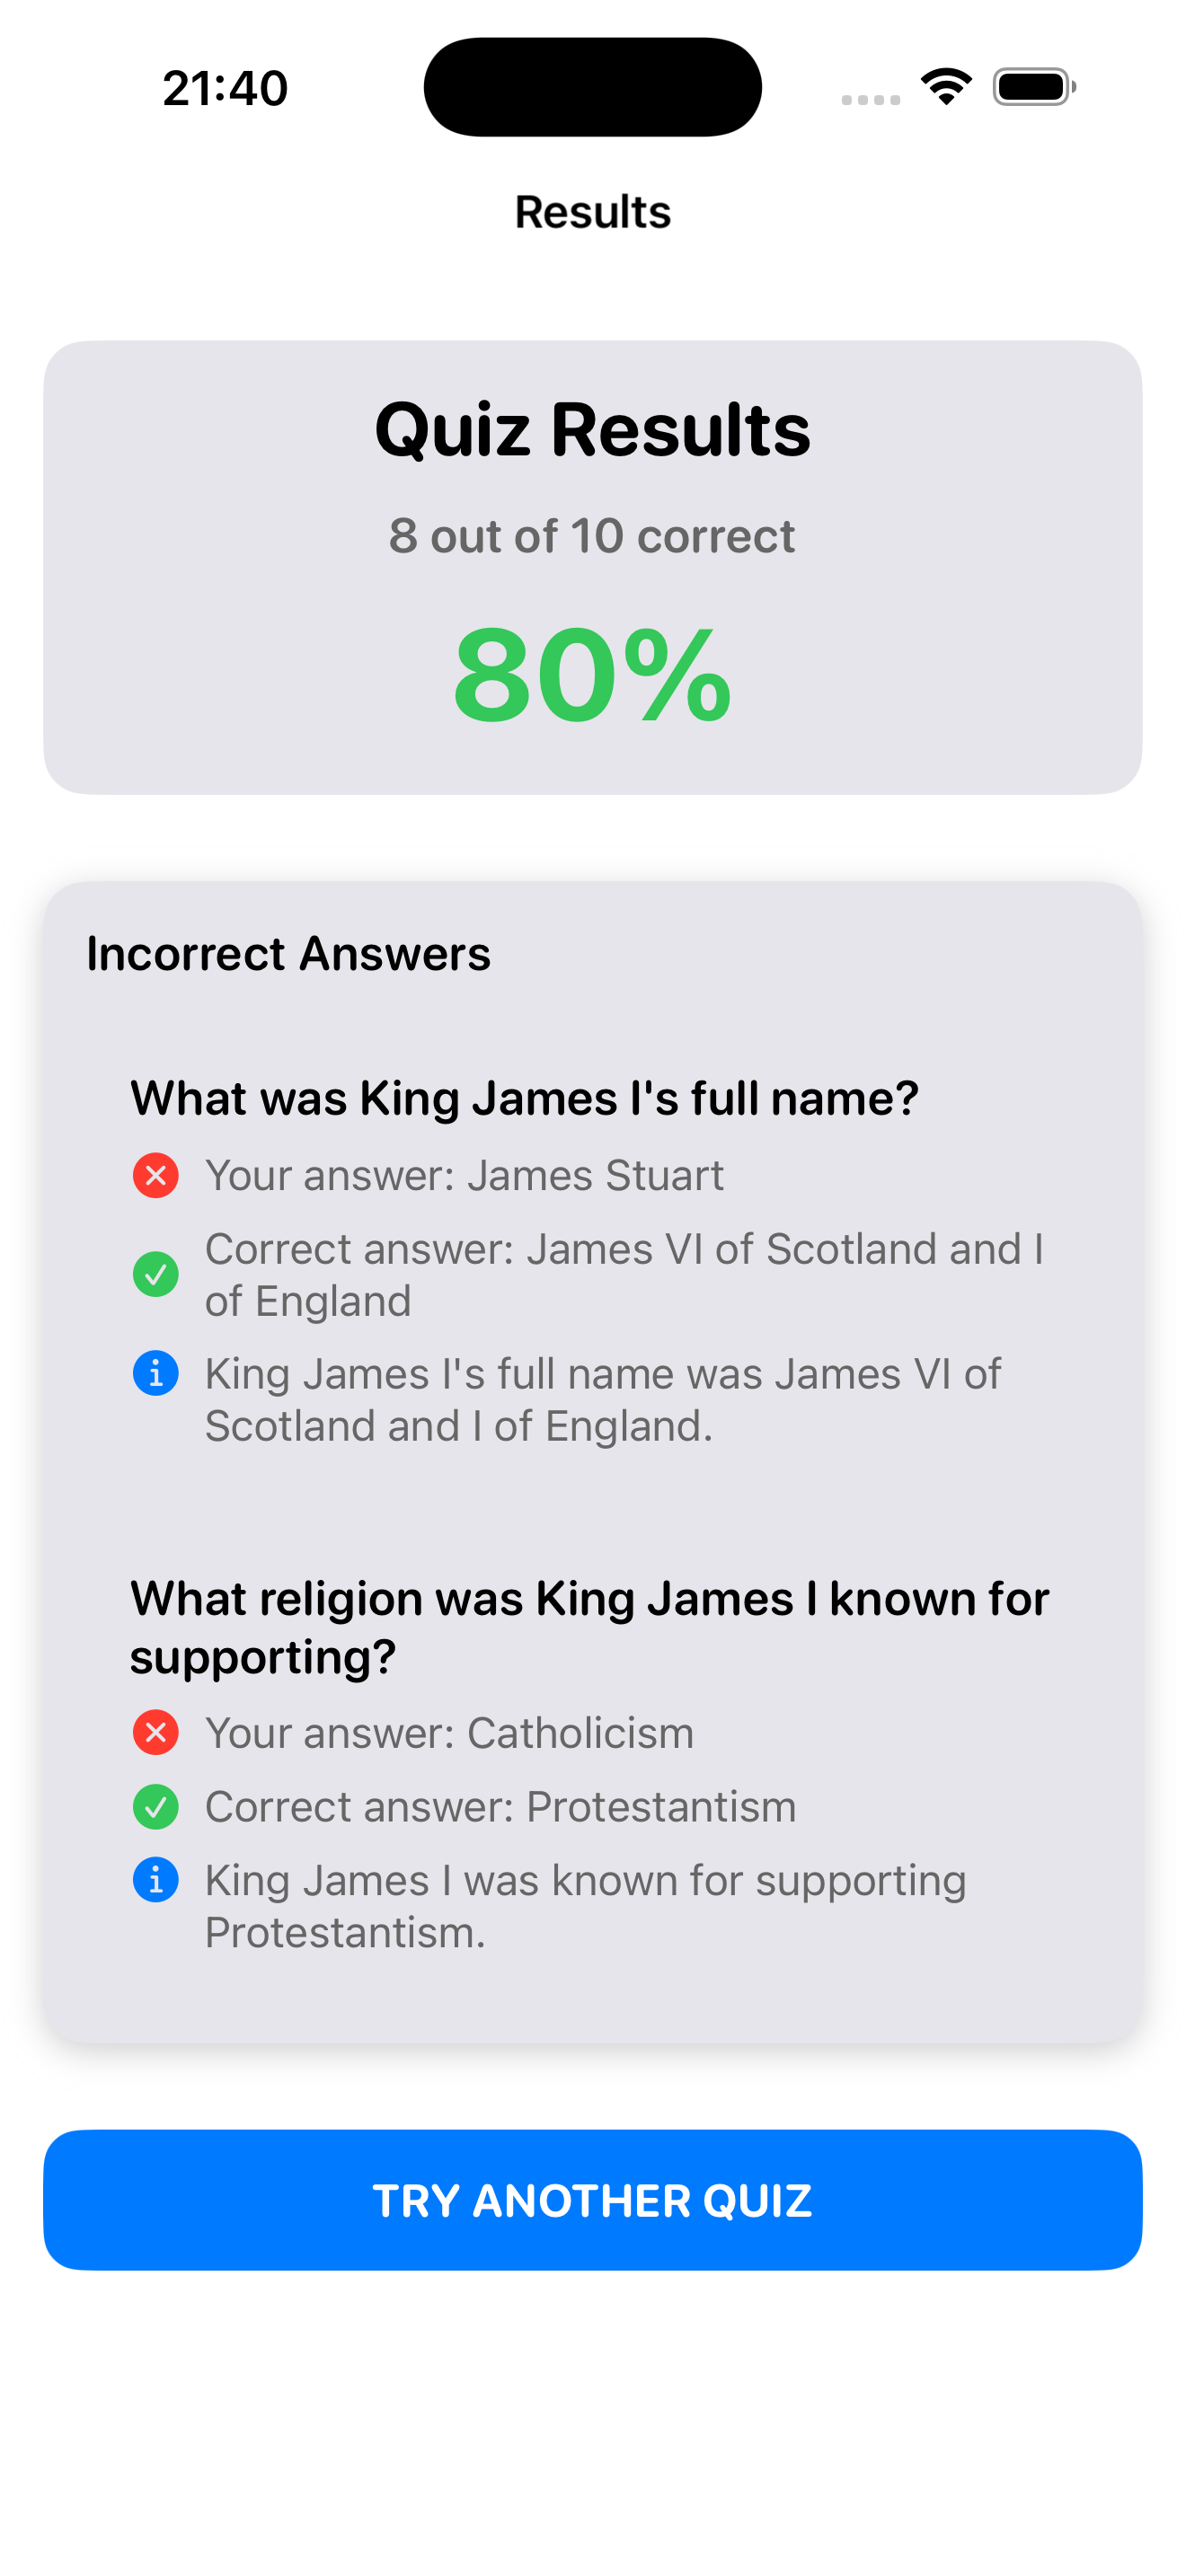 21:40
Results
Quiz Results
8 out of 10 correct
80%
Incorrect Answers
What was King James I's full name?
Your answer: James Stuart
Correct answer: James VI of Scotland and I
of England
King James I's full name was James VI of
Scotland and I of England.
What religion was King James I known for
supporting?
Your answer: Catholicism
Correct answer: Protestantism
King James I was known for supporting
Protestantism.
TRY ANOTHER QUIZ